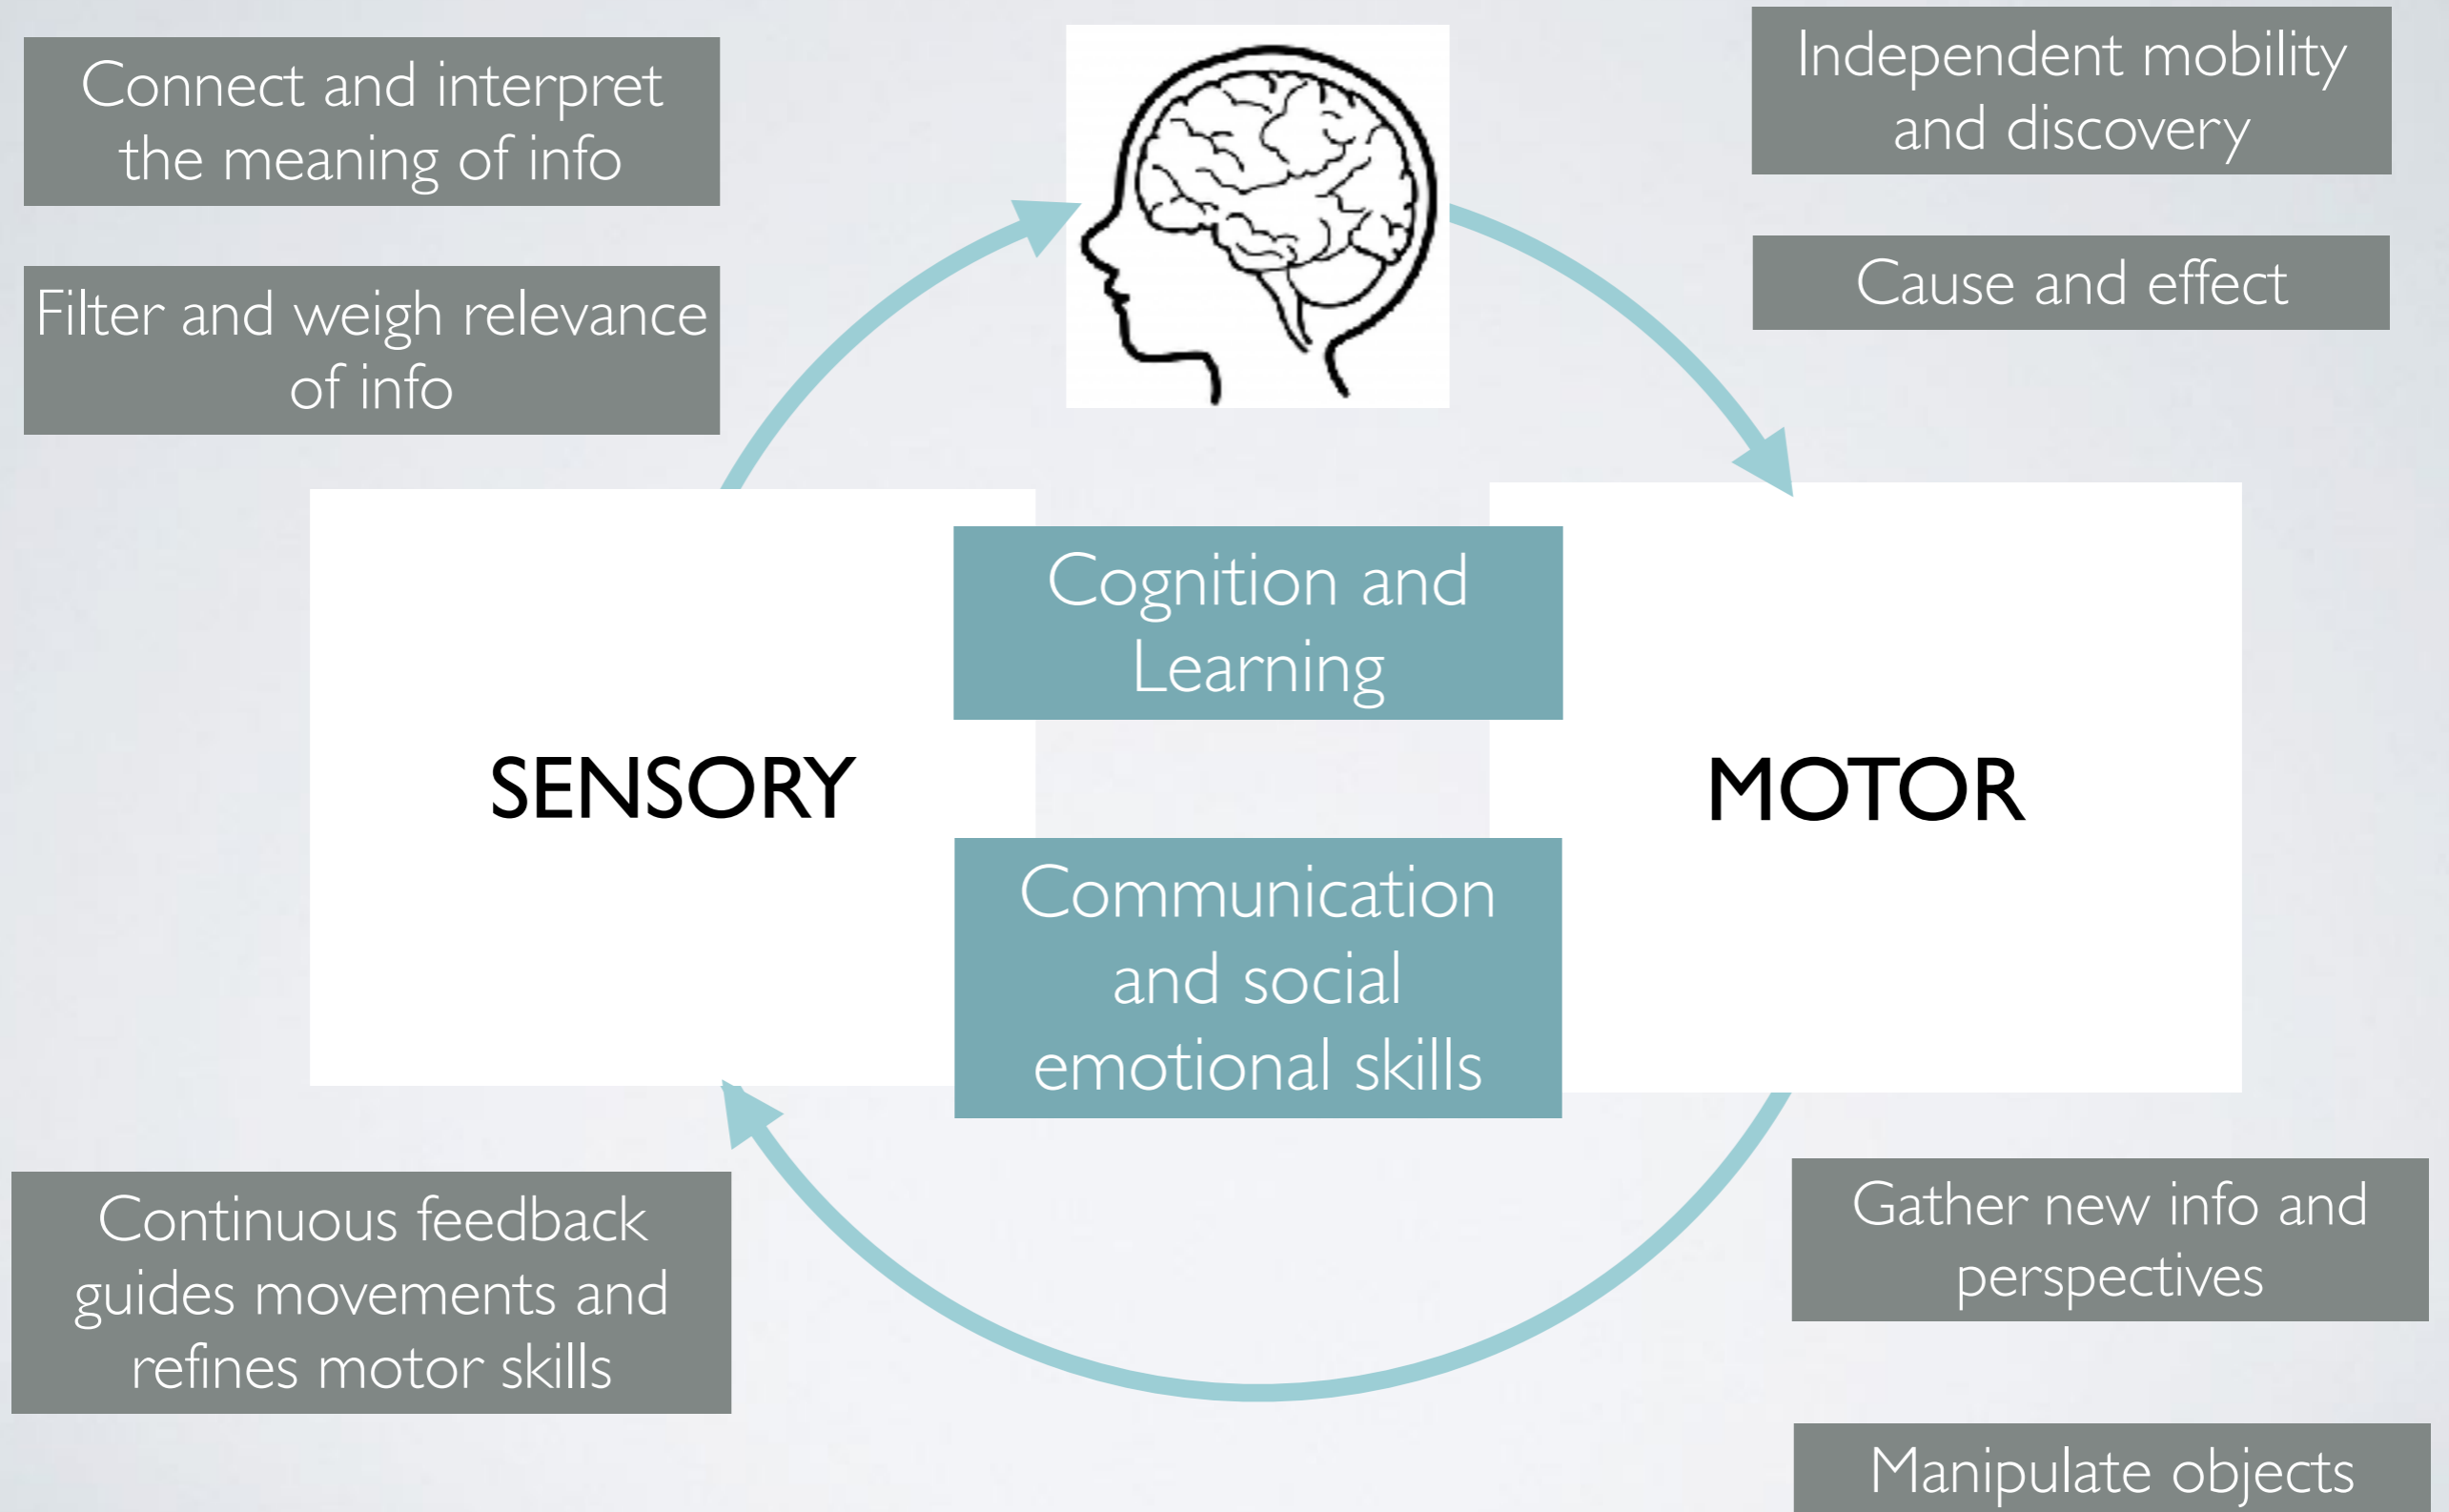 Connect and interpret
the meaning of info
Filter and weigh relevance
of info
Independent mobility
and discovery
Cause and effect
SENSORY
Cognition and
Learning
Communication
and social
emotional skills
MOTOR
Continuous feedback
guides movements and
refines motor skills
Gather new info and
perspectives
Manipulate objects